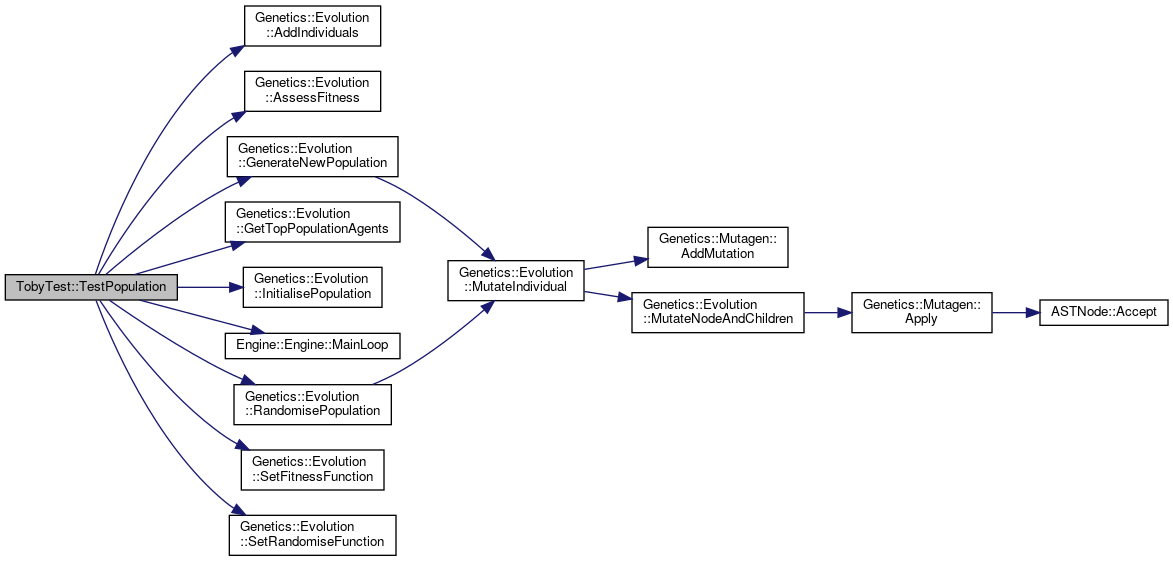 TobyTest::TestPopulation
Genetics::Evolution
::AddIndividuals
Genetics::Evolution
::AssessFitness
Genetics::Evolution
::GenerateNewPopulation
Genetics::Evolution
::GetTopPopulationAgents
Genetics::Evolution
::InitialisePopulation
Engine::Engine::MainLoop
Genetics::Evolution
::RandomisePopulation
Genetics::Evolution
::SetFitnessFunction
Genetics::Evolution
::SetRandomiseFunction
Genetics::Evolution
::MutateIndividual
Genetics::Mutagen::
AddMutation
Genetics::Evolution
::MutateNodeAndChildren
Genetics::Mutagen::
Apply
ASTNode::Accept